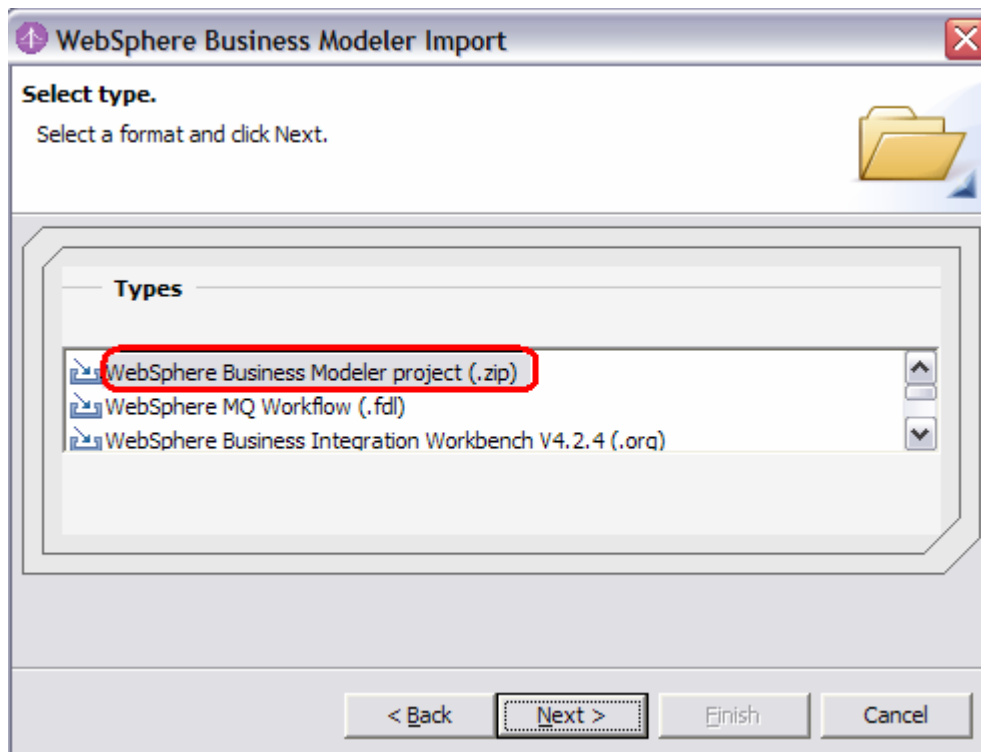 WebSphere Business Modeler Import
Select type.
Select a format and click Next.
Types
WebSphere Business Modeler project (.zip)
WebSphere MQ Workflow (.fdl)
WebSphere Business Integration Workbench V4.2.4 (.org)
< Back
Next >
Finish
Cancel